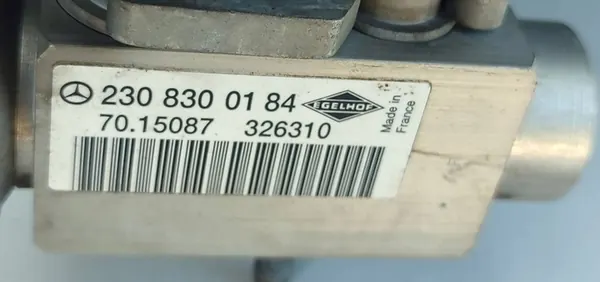 230 830 01 84 EGELHOF
70.15087 326310
Made in
France